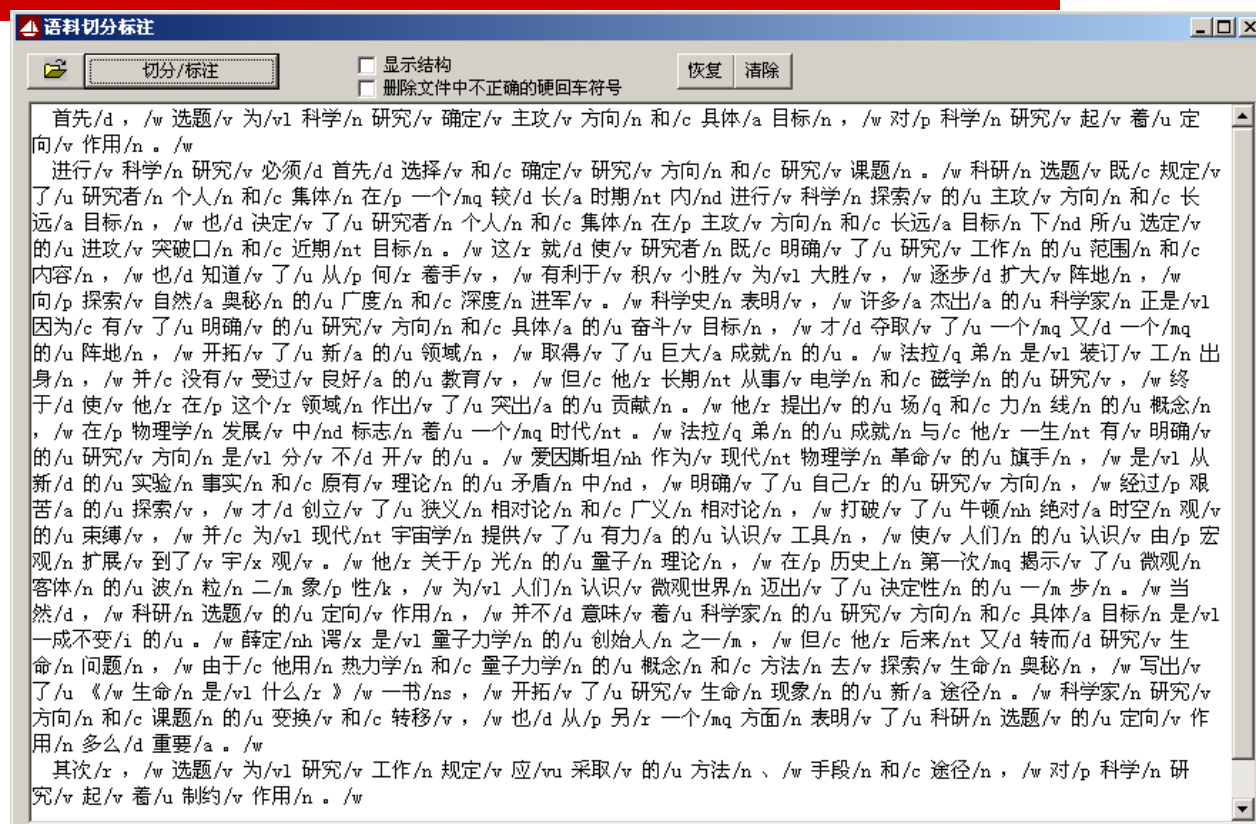 语料切分标注
切分/标注
显示结构
删除文件中不正确的硬回车符号
恢复
清除
首先/d ， /w 选题/v 为/vl 科学/n 研究/v 确定/v 主攻/v 方向/n 和/c 具体/a 目标/n ， /w 对/p 科学/n 研究/v 起/v 着/u 定
向/v 作用/n 。 /w
进行/v 科学/n 研究/v 必须/d 首先/d 选择/v 和/c 确定/v 研究/v 方向/n 和/c 研究/v 课题/n 。 /w 科研/n 选题/v 既/c 规定/v
了/u 研究者/n 个人/n 和/c 集体/n 在/p 一个/mq 较/d 长/a 时期/nt 内/nd 进行/v 科学/n 探索/v 的/u 主攻/v 方向/n 和/c 长
远/a 目标/n ， /w 也/d 决定/v 了/u 研究者/n 个人/n 和/c 集体/n 在/p 主攻/v 方向/n 和/c 长远/a 目标/n 下/nd 所/u 选定/v
的/u 进攻/v 突破口/n 和/c 近期/nt 目标/n 。 /w 这/r 就/d 使/v 研究者/n 既/c 明确/v 了/u 研究/v 工作/n 的/u 范围/n 和/c
内容/n ， /w 也/d 知道/v 了/u 从/p 何/r 着手/v ， /w 有利于/v 积/v 小胜/v 为/vl 大胜/v ， /w 逐步/d 扩大/v 阵地/n ， /w
向/p 探索/v 自然/a 奥秘/n 的/u 广度/n 和/c 深度/n 进军/v 。 /w 科学史/n 表明/v ， /w 许多/a 杰出/a 的/u 科学家/n 正是/vl
因为/c 有/v 了/u 明确/v 的/u 研究/v 方向/n 和/c 具体/a 的/u 奋斗/v 目标/n ， /w 才/d 夺取/v 了/u 一个/mq 又/d 一个/mq
的/u 阵地/n ， /w 开拓/v 了/u 新/a 的/u 领域/n ， /w 取得/v 了/u 巨大/a 成就/n 的/u 。 /w 法拉/q 弟/n 是/vl 装订/v 工/n 出
身/n ， /w 并/c 没有/v 受过/v 良好/a 的/u 教育/v ， /w 但/c 他/r 长期/nt 从事/v 电学/n 和/c 磁学/n 的/u 研究/v ， /w 终
于/d 使/v 他/r 在/p 这个/r 领域/n 作出/v 了/u 突出/a 的/u 贡献/n 。 /w 他/r 提出/v 的/u 场/q 和/c 力/n 线/n 的/u 概念/n
， /w 在/p 物理学/n 发展/v 中/nd 标志/n 着/u 一个/mq 时代/nt 。 /w 法拉/q 弟/n 的/u 成就/n 与/c 他/r 一生/nt 有/v 明确/v
的/u 研究/v 方向/n 是/vl 分/v 不/d 开/v 的/u 。 /w 爱因斯坦/nh 作为/v 现代/nt 物理学/n 革命/v 的/u 旗手/n ， /w 是/vl 从
新/d 的/u 实验/n 事实/n 和/c 原有/v 理论/n 的/u 矛盾/n 中/nd ， /w 明确/v 了/u 自己/r 的/u 研究/v 方向/n ， /w 经过/p 艰
苦/a 的/u 探索/v ， /w 才/d 创立/v 了/u 狭义/n 相对论/n 和/c 广义/n 相对论/n ， /w 打破/v 了/u 牛顿/nh 绝对/a 时空/n 观/v
的/u 束缚/v ， /w 并/c 为/vl 现代/nt 宇宙学/n 提供/v 了/u 有力/a 的/u 认识/v 工具/n ， /w 使/v 人们/n 的/u 认识/v 由/p 宏
观/n 扩展/v 到了/v 宇/x 观/v 。 /w 他/r 关于/p 光/n 的/u 量子/n 理论/n ， /w 在/p 历史上/n 第一次/mq 揭示/v 了/u 微观/n
客体/n 的/u 波/n 粒/n 二/m 象/p 性/k ， /w 为/vl 人们/n 认识/v 微观世界/n 迈出/v 了/u 决定性/n 的/u 一/m 步/n 。 /w 当
然/d ， /w 科研/n 选题/v 的/u 定向/v 作用/n ， /w 并不/d 意味/v 着/u 科学家/n 的/u 研究/v 方向/n 和/c 具体/a 目标/n 是/vl
一成不变/i 的/u 。 /w 薛定/nh 谔/x 是/vl 量子力学/n 的/u 创始人/n 之一/m ， /w 但/c 他/r 后来/nt 又/d 转而/d 研究/v 生
命/n 问题/n ， /w 由于/c 他用/n 热力学/n 和/c 量子力学/n 的/u 概念/n 和/c 方法/n 去/v 探索/v 生命/n 奥秘/n ， /w 写出/v
了/u 《/w 生命/n 是/vl 什么/r 》/w 一书/ns ， /w 开拓/v 了/u 研究/v 生命/n 现象/n 的/u 新/a 途径/n 。 /w 科学家/n 研究/v
方向/n 和/c 课题/n 的/u 变换/v 和/c 转移/v ， /w 也/d 从/p 另/r 一个/mq 方面/n 表明/v 了/u 科研/n 选题/v 的/u 定向/v 作
用/n 多么/d 重要/a 。 /w
其次/r ， /w 选题/v 为/vl 研究/v 工作/n 规定/v 应/vu 采取/v 的/u 方法/n 、 /w 手段/n 和/c 途径/n ， /w 对/p 科学/n 研
究/v 起/v 着/u 制约/v 作用/n 。 /w